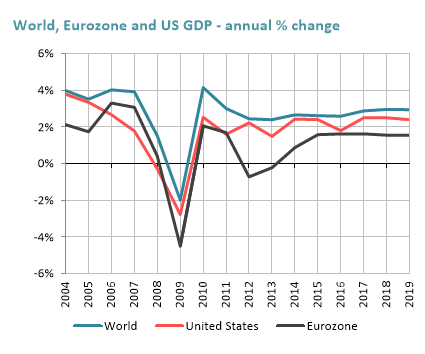 World, Eurozone and US GDP - annual % change
6%
4%
2%
0%
-2%
-4%
-6%
2004 2005 2006 2007 2008 2009 2010 2011 2012 2013 2014 2015 2016 2017 2018 2019
World United States Eurozone